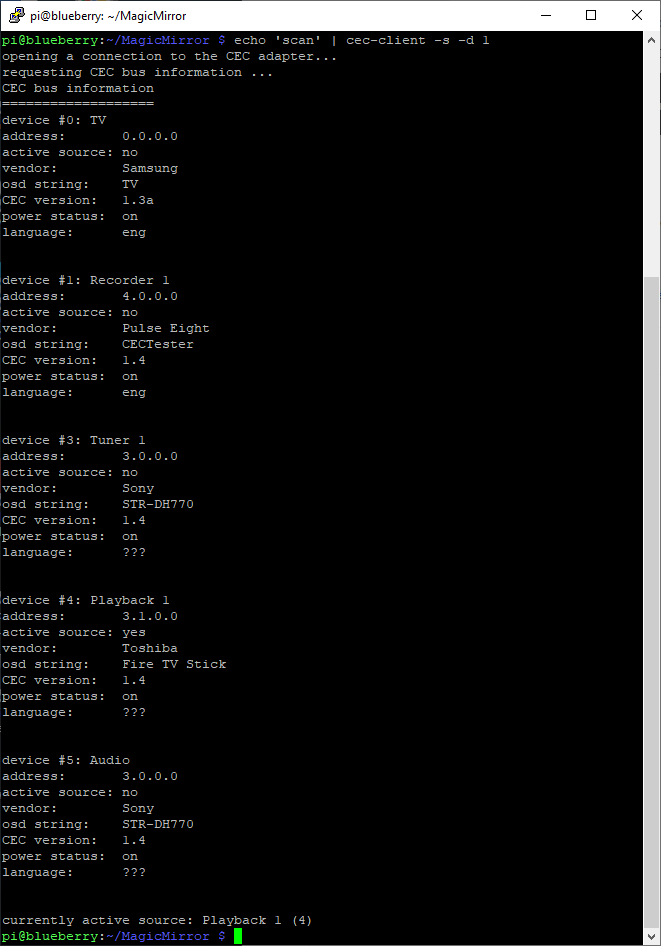 pi@blueberry: ~/MagicMirror
pi@blueberry:~/MagicMirror $ echo 'scan' | cec-client -s -d 1
opening a connection to the CEC adapter...
requesting CEC bus information ...
CEC bus information
===================
device #0: TV
address:       0.0.0.0
active source: no
vendor:        Samsung
osd string:    TV
CEC version:   1.3a
power status:  on
language:      eng
device #1: Recorder 1
address:       4.0.0.0
active source: no
vendor:        Pulse Eight
osd string:    CECTester
CEC version:   1.4
power status:  on
language:      eng
device #3: Tuner 1
address:       3.0.0.0
active source: no
vendor:        Sony
osd string:    STR-DH770
CEC version:   1.4
power status:  on
language:      ???
device #4: Playback 1
address:       3.1.0.0
active source: yes
vendor:        Toshiba
osd string:    Fire TV Stick
CEC version:   1.4
power status:  on
language:      ???
device #5: Audio
address:       3.0.0.0
active source: no
vendor:        Sony
osd string:    STR-DH770
CEC version:   1.4
power status:  on
language:      ???
currently active source: Playback 1 (4)
pi@blueberry:~/MagicMirror $